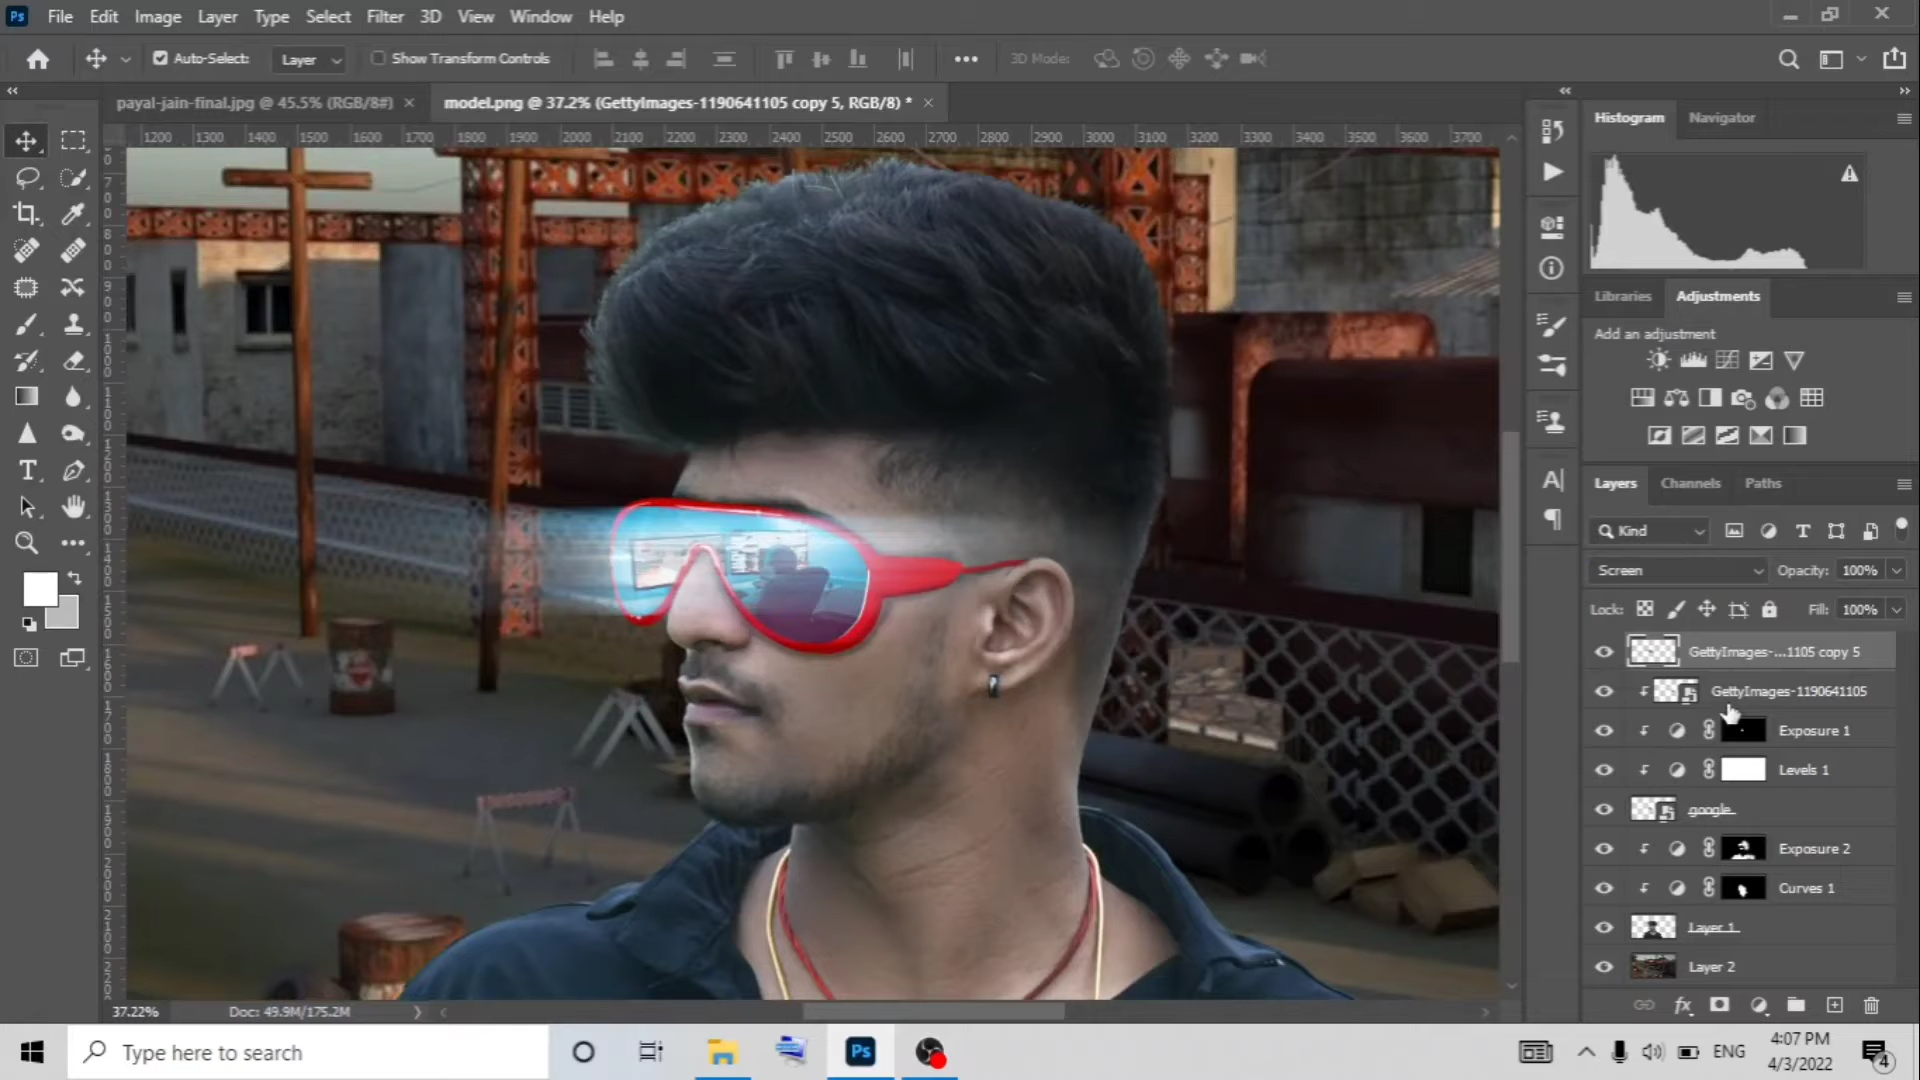 Ps File Edit Image Layer Type Select Filter 3D View Window Help
Auto-Select: Layer Show Transform Controls 3D Mode:
payal-jain-final.jpg @ 45.5% (RGB/8#) × model.png @ 37.2% (GettyImages-1190641105 copy 5, RGB/8) * ×
1200 1300 1400 1500 1600 1700 1800 1900 2000 2100 2200 2300 2400 2500 2600 2700 2800 2900 3000 3100 3200 3300 3400 3500 3600 3700
Histogram Navigator
Libraries Adjustments
Add an adjustment
Layers Channels Paths
Kind
Screen Opacity: 100%
Lock: Fill: 100%
GettyImages-...1105 copy 5
GettyImages-1190641105
Exposure 1
Levels 1
google
Exposure 2
Curves 1
Layer 1
Layer 2
37.22% Doc: 49.9M/175.2M
Type here to search
Ps
ENG
4:07 PM
4/3/2022
4